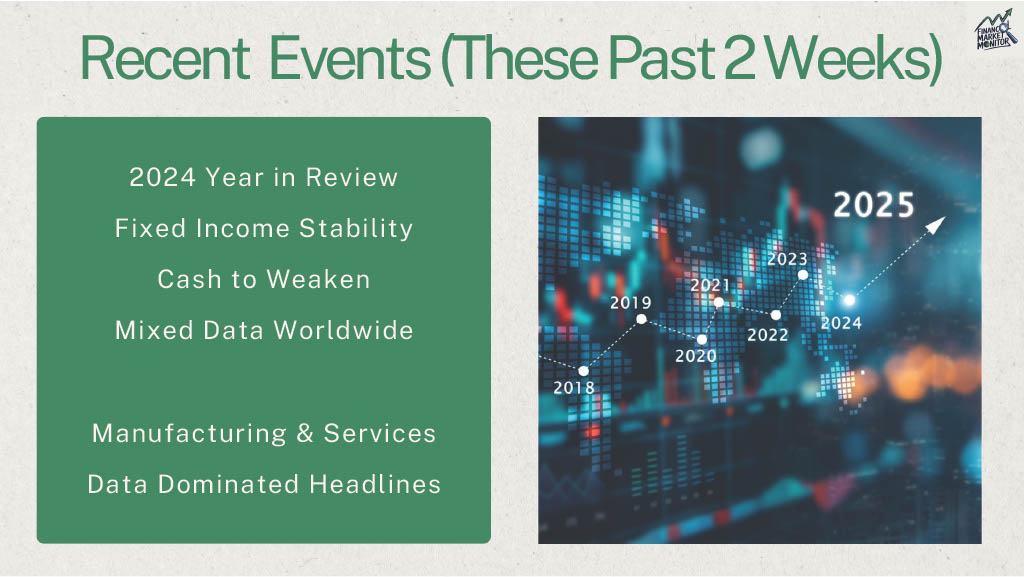 Recent Events (These Past 2 Weeks)
FINANCIAL
MARKET
MONITOR
2024 Year in Review
Fixed Income Stability
Cash to Weaken
Mixed Data Worldwide
Manufacturing & Services
Data Dominated Headlines
2025
2023
2021
2019
2024
2022
2020
2018